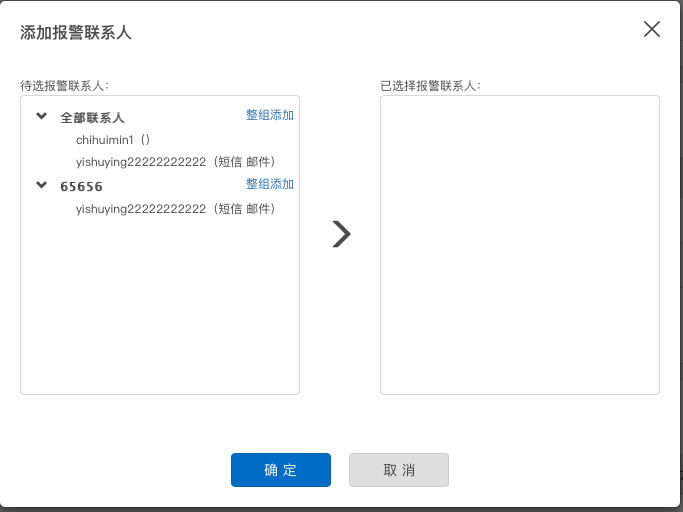 添加报警联系人
待选报警联系人：
已选择报警联系人：
全部联系人 整组添加
chihuimin1（）
yishuying22222222222（短信 邮件）
65656 整组添加
yishuying22222222222（短信 邮件）
确 定
取 消